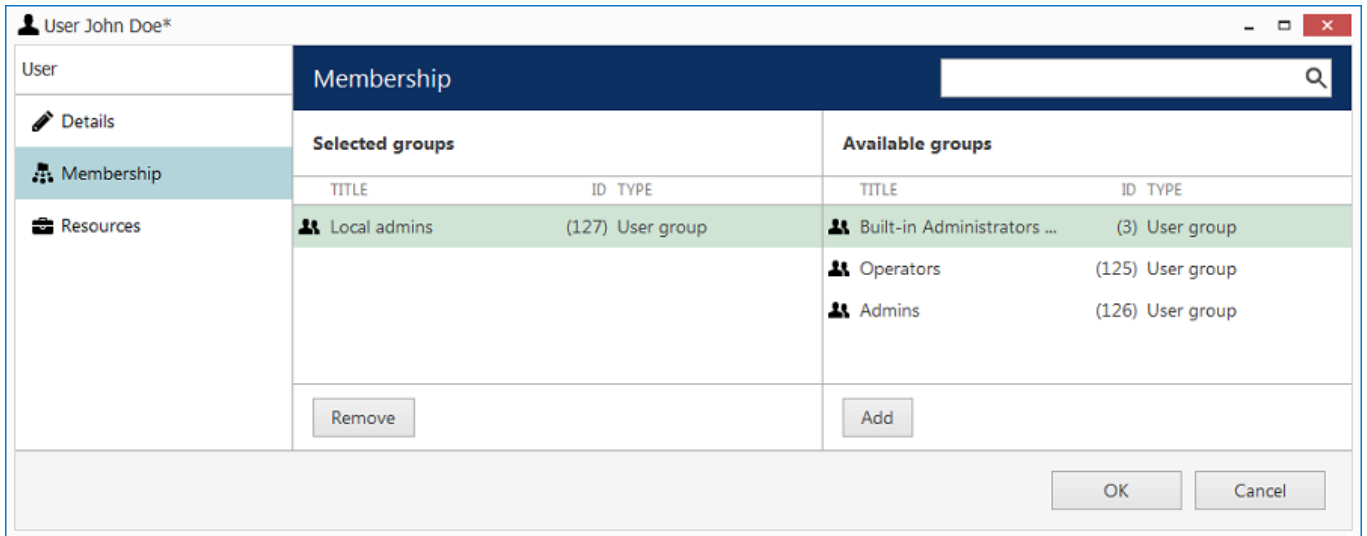 User John Doe*
User
Details
Membership
Resources
Membership
Selected groups
TITLE ID TYPE
Local admins (127) User group
Remove
Available groups
TITLE ID TYPE
Built-in Administrators ... (3) User group
Operators (125) User group
Admins (126) User group
Add
OK Cancel